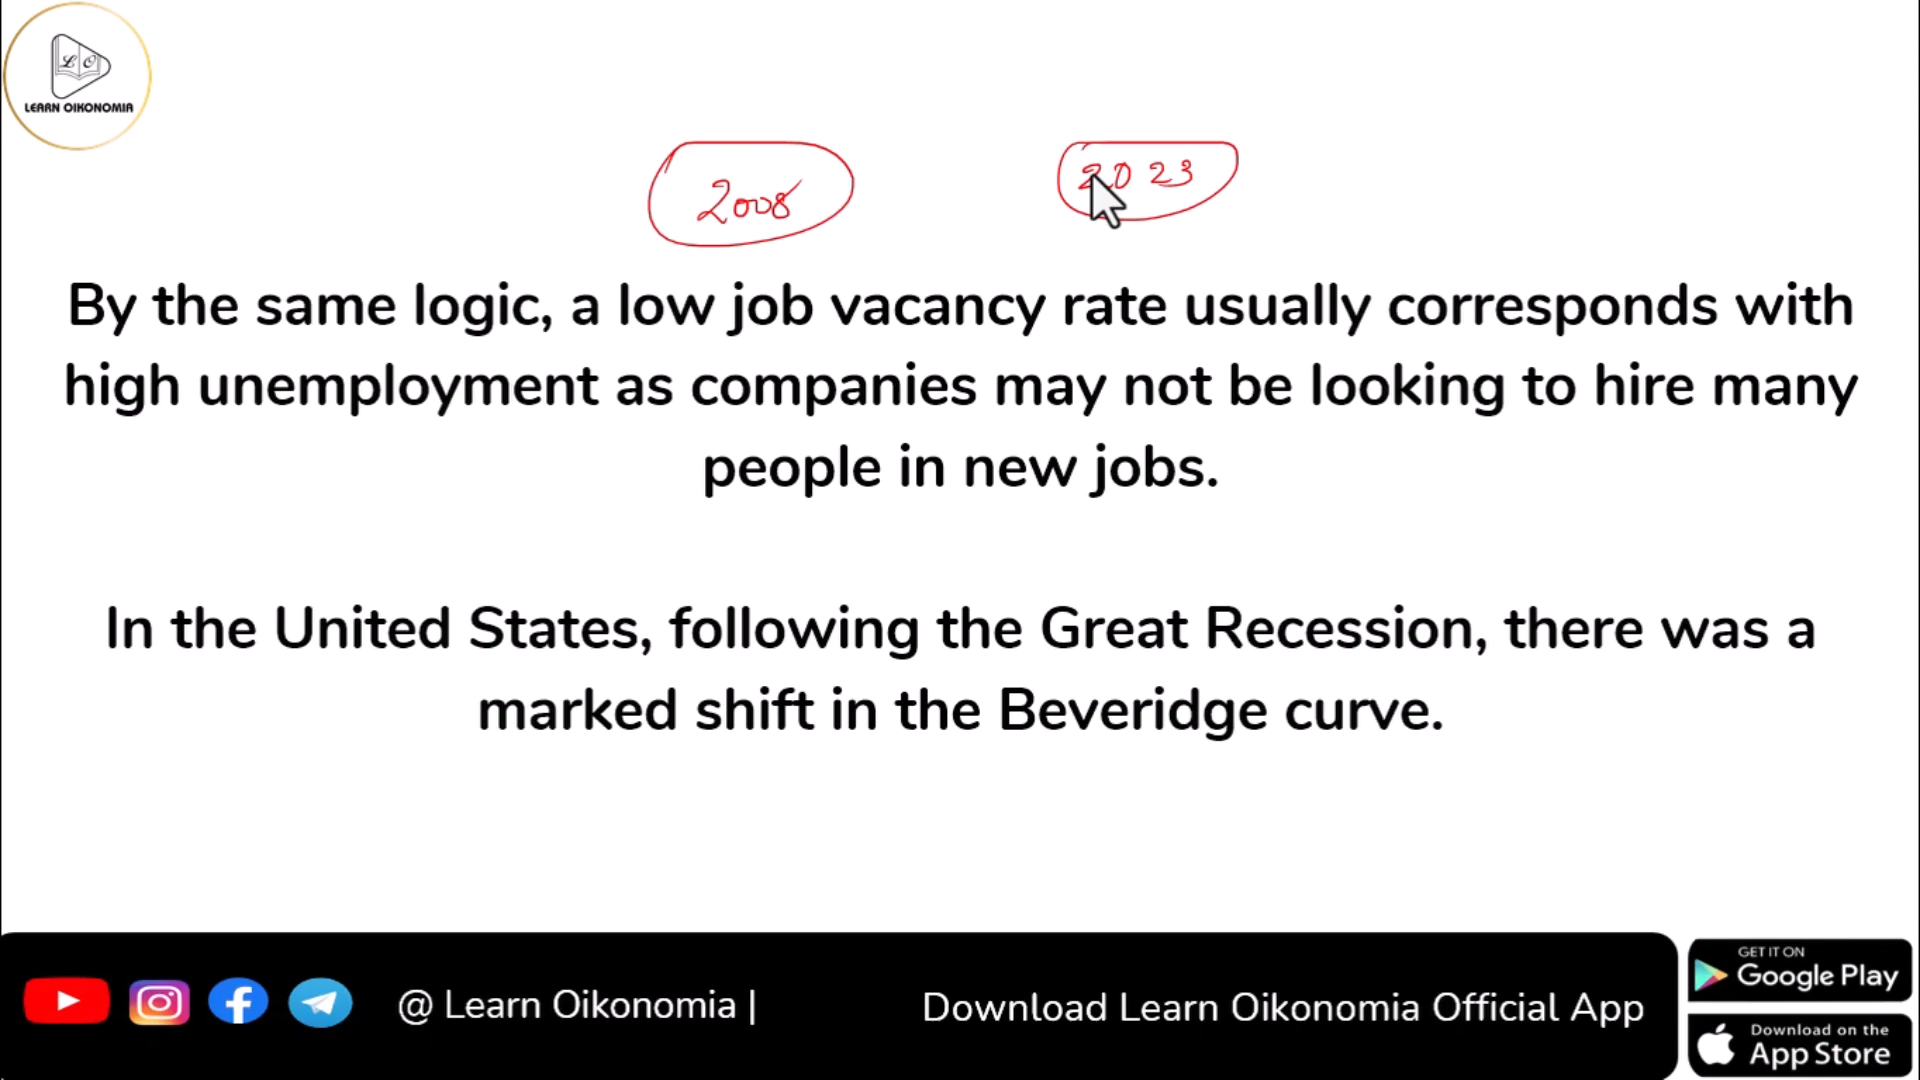 L O
LEARN OIKONOMIA
2008
2023
By the same logic, a low job vacancy rate usually corresponds with
high unemployment as companies may not be looking to hire many
people in new jobs.
In the United States, following the Great Recession, there was a
marked shift in the Beveridge curve.
@ Learn Oikonomia |
Download Learn Oikonomia Official App
GET IT ON
Google Play
Download on the
App Store